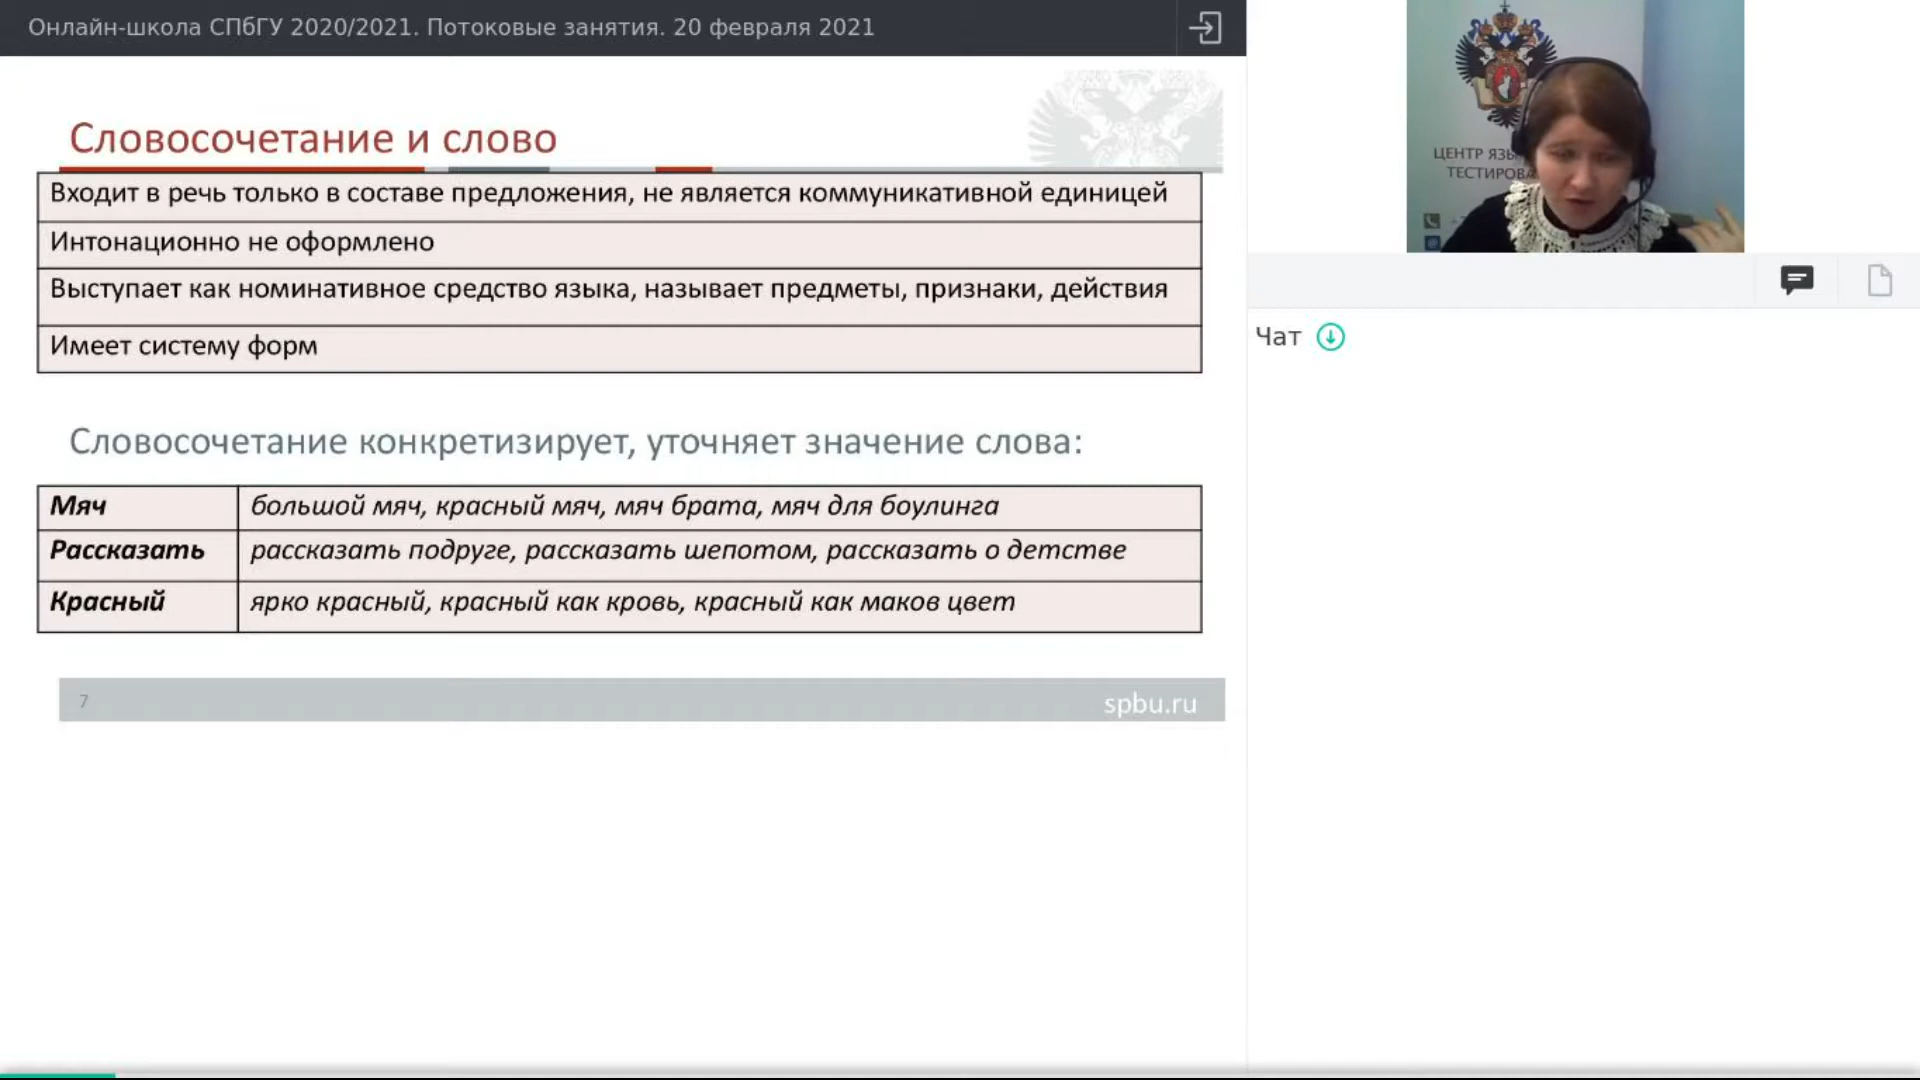 Онлайн-школа СПбГУ 2020/2021. Потоковые занятия. 20 февраля 2021
Словосочетание и слово
Входит в речь только в составе предложения, не является коммуникативной единицей
Интонационно не оформлено
Выступает как номинативное средство языка, называет предметы, признаки, действия
Имеет систему форм
Словосочетание конкретизирует, уточняет значение слова:
Мяч большой мяч, красный мяч, мяч брата, мяч для боулинга
Рассказать рассказать подруге, рассказать шепотом, рассказать о детстве
Красный ярко красный, красный как кровь, красный как маков цвет
7 spbu.ru
ЦЕНТР
Чат